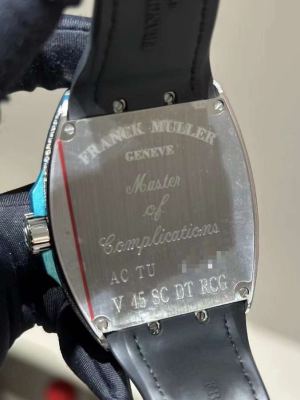 FRANCK MULLER
GENEVE
Master
of
Complications
AC TU
V 45 SC DT RCG